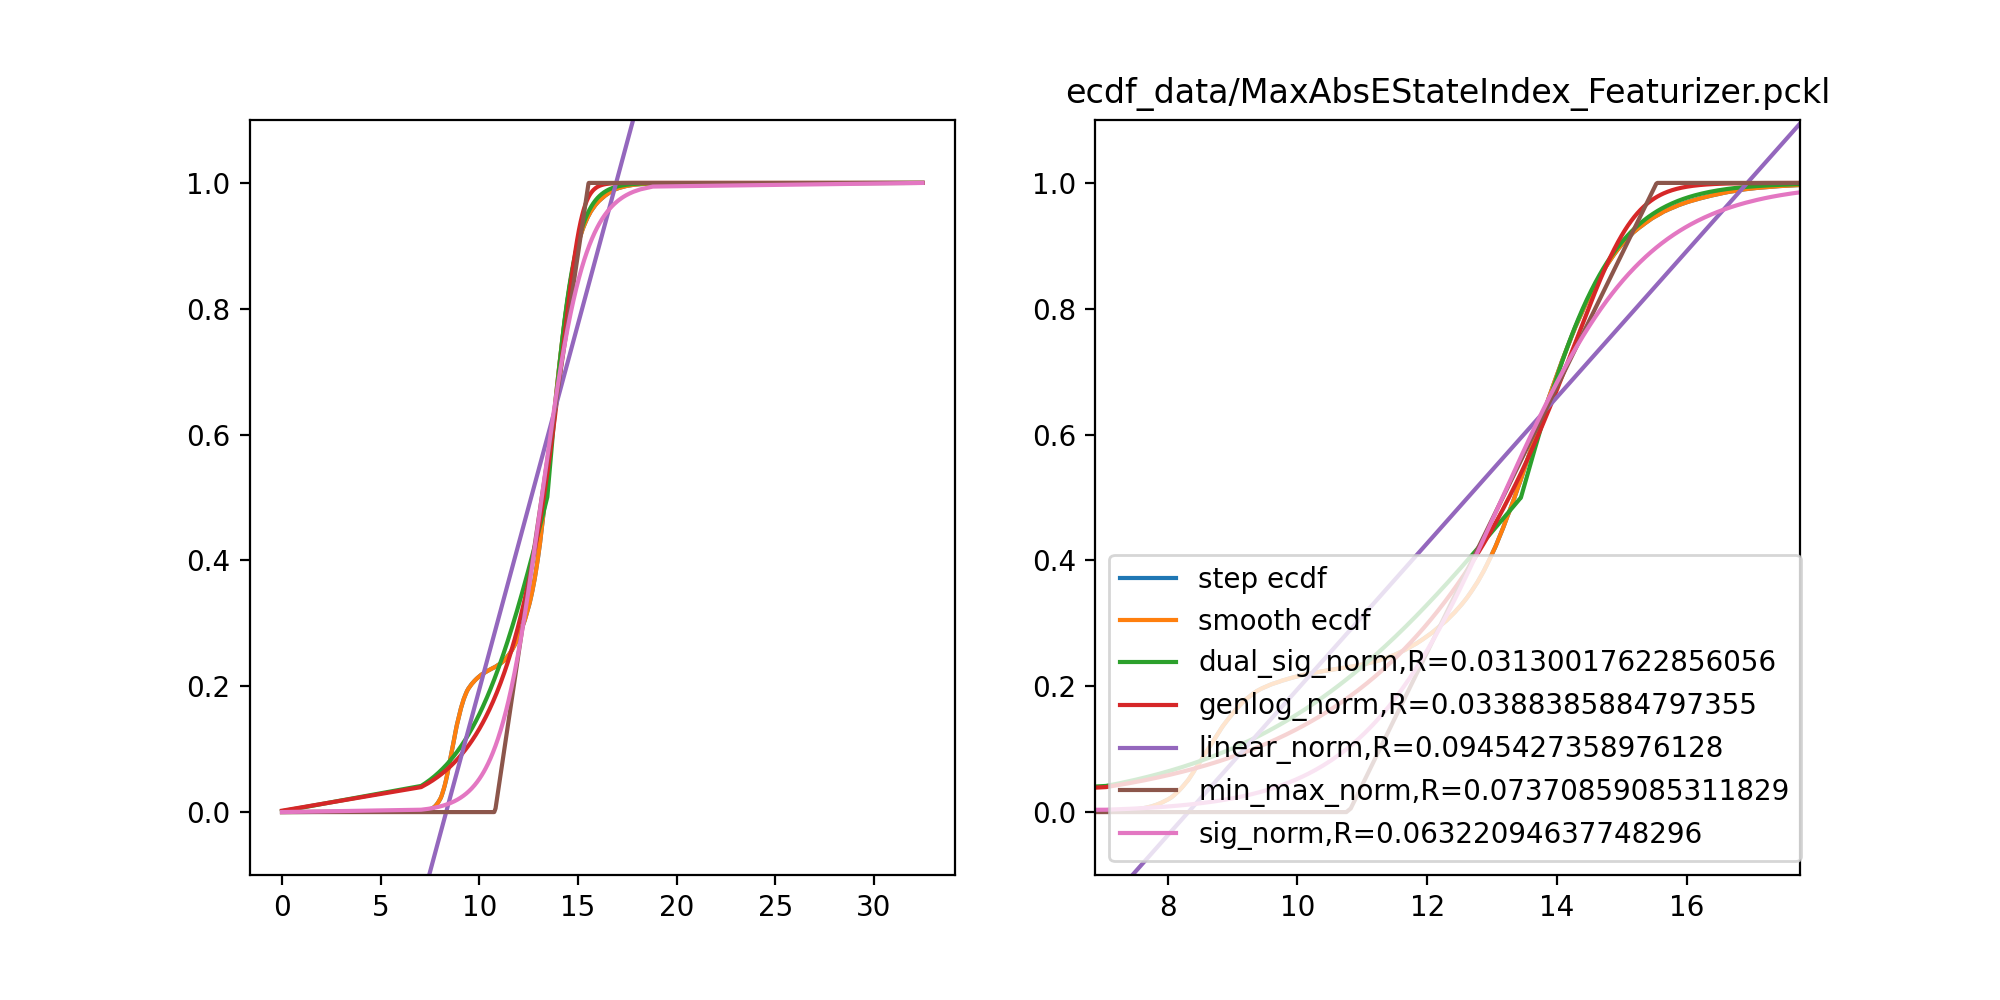 ecdf_data/MaxAbsEStateIndex_Featurizer.pckl
1.0
0.8
0.6
0.4
0.2
0.0
0 5 10 15 20 25 30
1.0
0.8
0.6
0.4
0.2
0.0
step ecdf
smooth ecdf
dual_sig_norm,R=0.03130017622856056
genlog_norm,R=0.03388385884797355
linear_norm,R=0.0945427358976128
min_max_norm,R=0.07370859085311829
sig_norm,R=0.06322094637748296
8 10 12 14 16